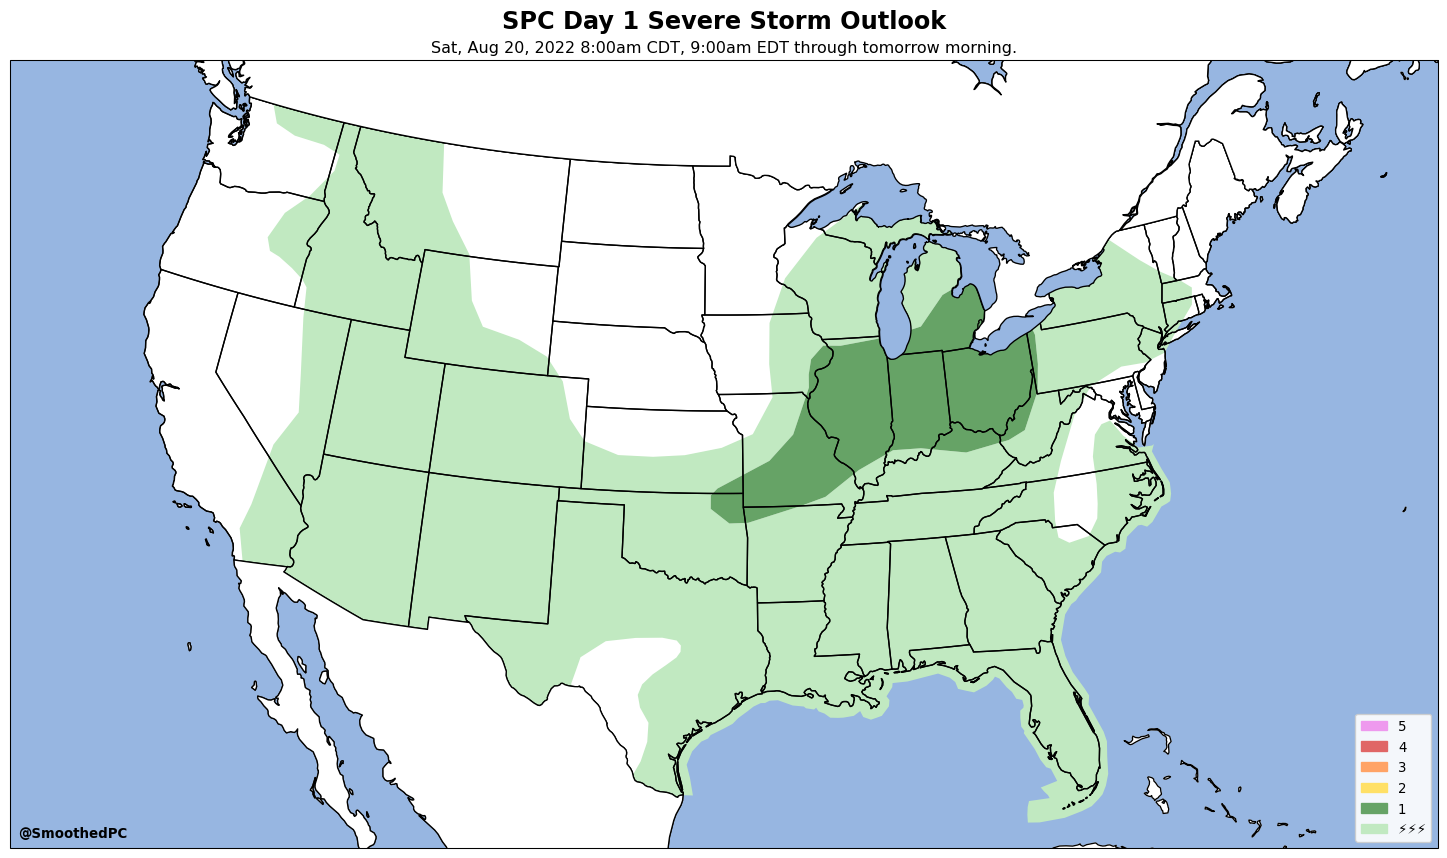 SPC Day 1 Severe Storm Outlook
Sat, Aug 20, 2022 8:00am CDT, 9:00am EDT through tomorrow morning.
5
4
3
2
1
⚡⚡⚡
@SmoothedPC